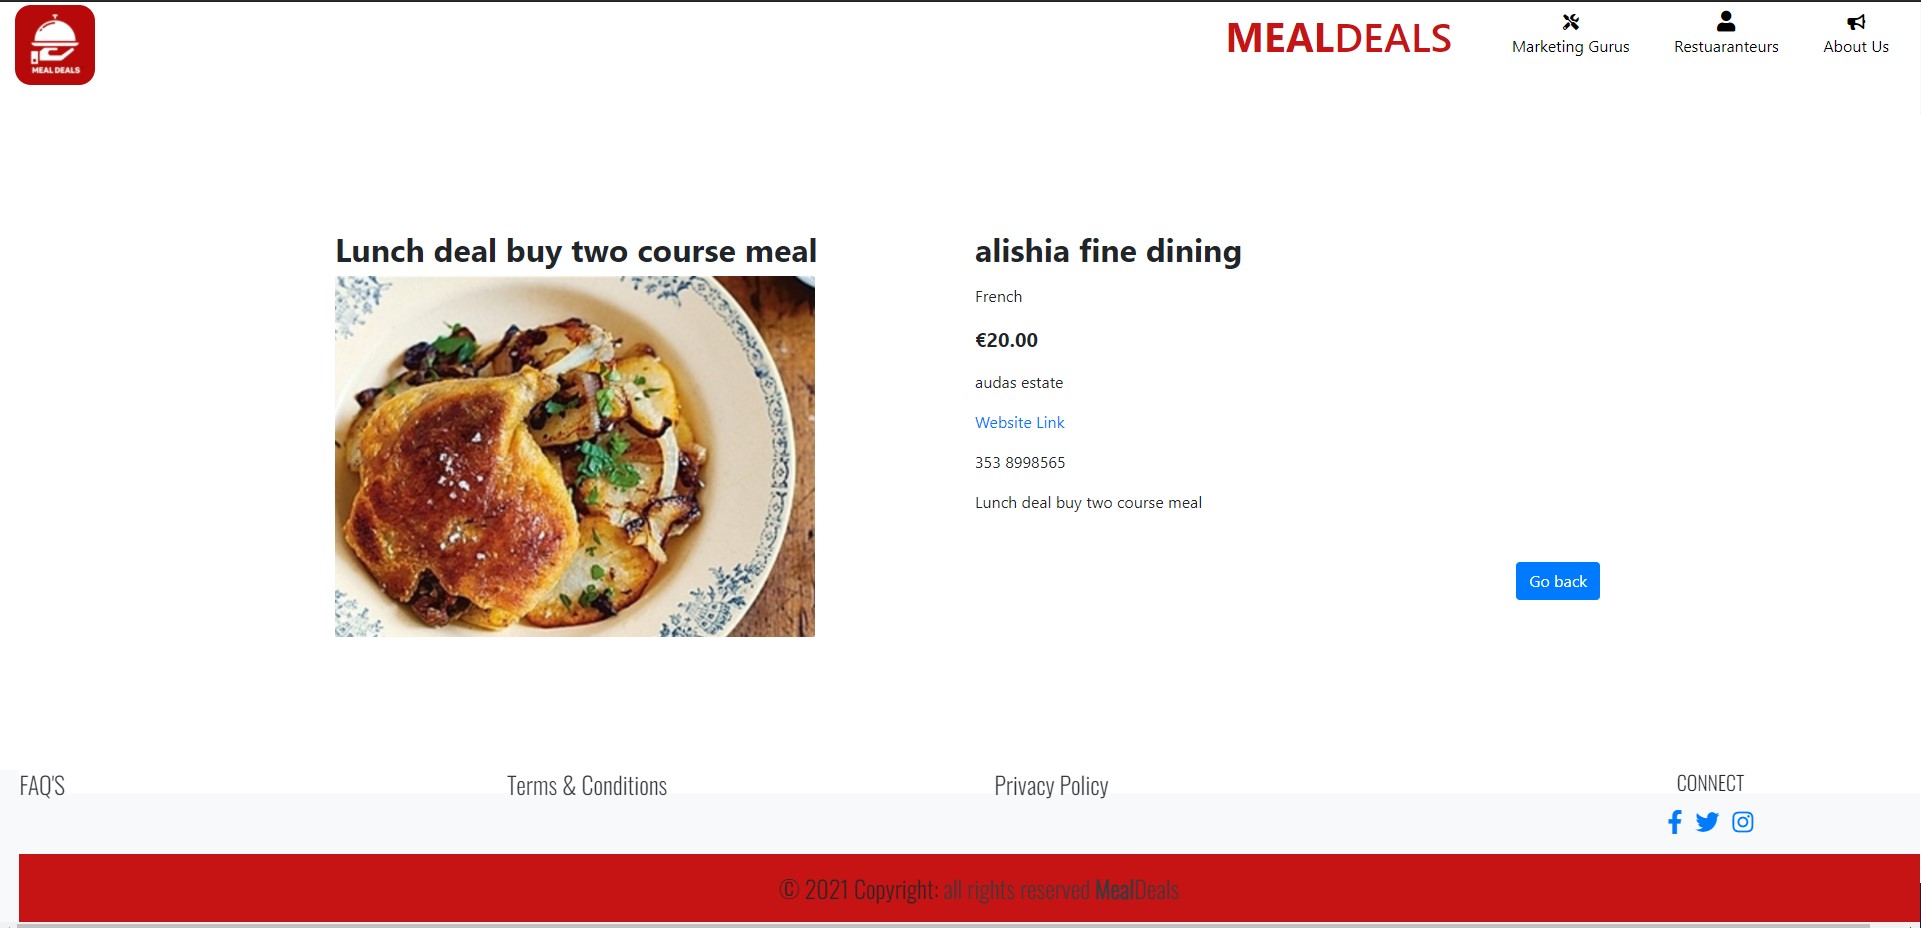 MEAL DEALS
MEALDEALS
Marketing Gurus
Restuaranteurs
About Us
Lunch deal buy two course meal
alishia fine dining
French
€20.00
audas estate
Website Link
353 8998565
Lunch deal buy two course meal
Go back
FAQ'S
Terms & Conditions
Privacy Policy
CONNECT
© 2021 Copyright: all rights reserved MealDeals